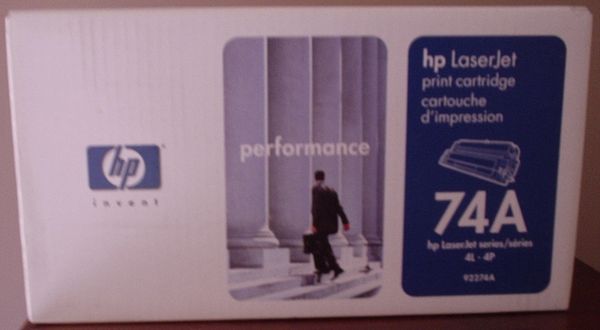 hp
invent
performance
hp LaserJet
print cartridge
cartouche
d'impression
74A
hp LaserJet series/séries
4L - 4P
92274A